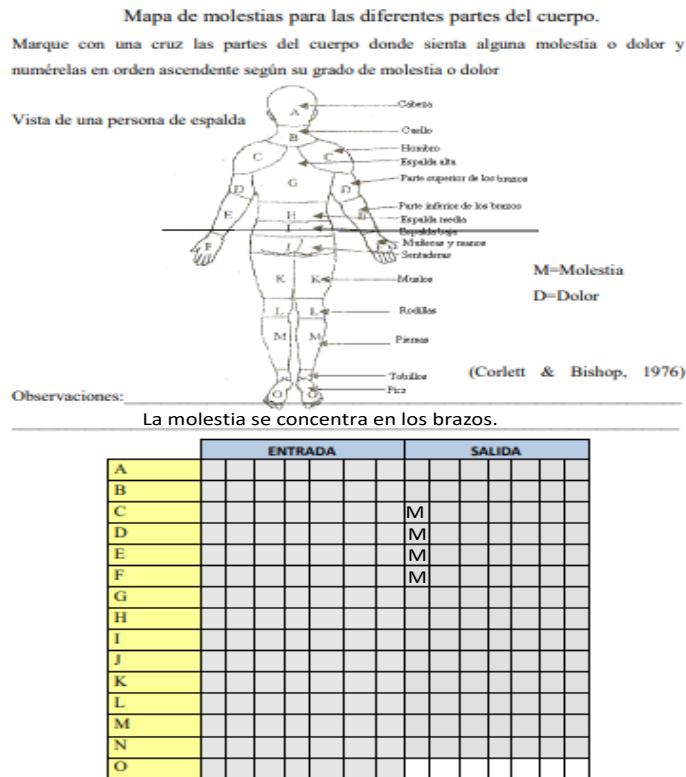 Mapa de molestias para las diferentes partes del cuerpo.
Marque con una cruz las partes del cuerpo donde sienta alguna molestia o dolor y
numérelas en orden ascendente según su grado de molestia o dolor
Vista de una persona de espalda
Cabeza
A
Cuello
B
Hombro
C C
Espalda alta
G
Parte superior de los brazos
D D
Parte inferior de los brazos
E E
H
Espalda media
I
Espalda baja
Muñecas y manos
F
J
Sentaderas
K K
Muslos
M=Molestia
D=Dolor
L L
Rodillas
M M
Piernas
Tobillos
(Corlett & Bishop, 1976)
O O
Observaciones:
La molestia se concentra en los brazos.
ENTRADA SALIDA
A
B
C M
D M
E M
F M
G
H
I
J
K
L
M
N
O